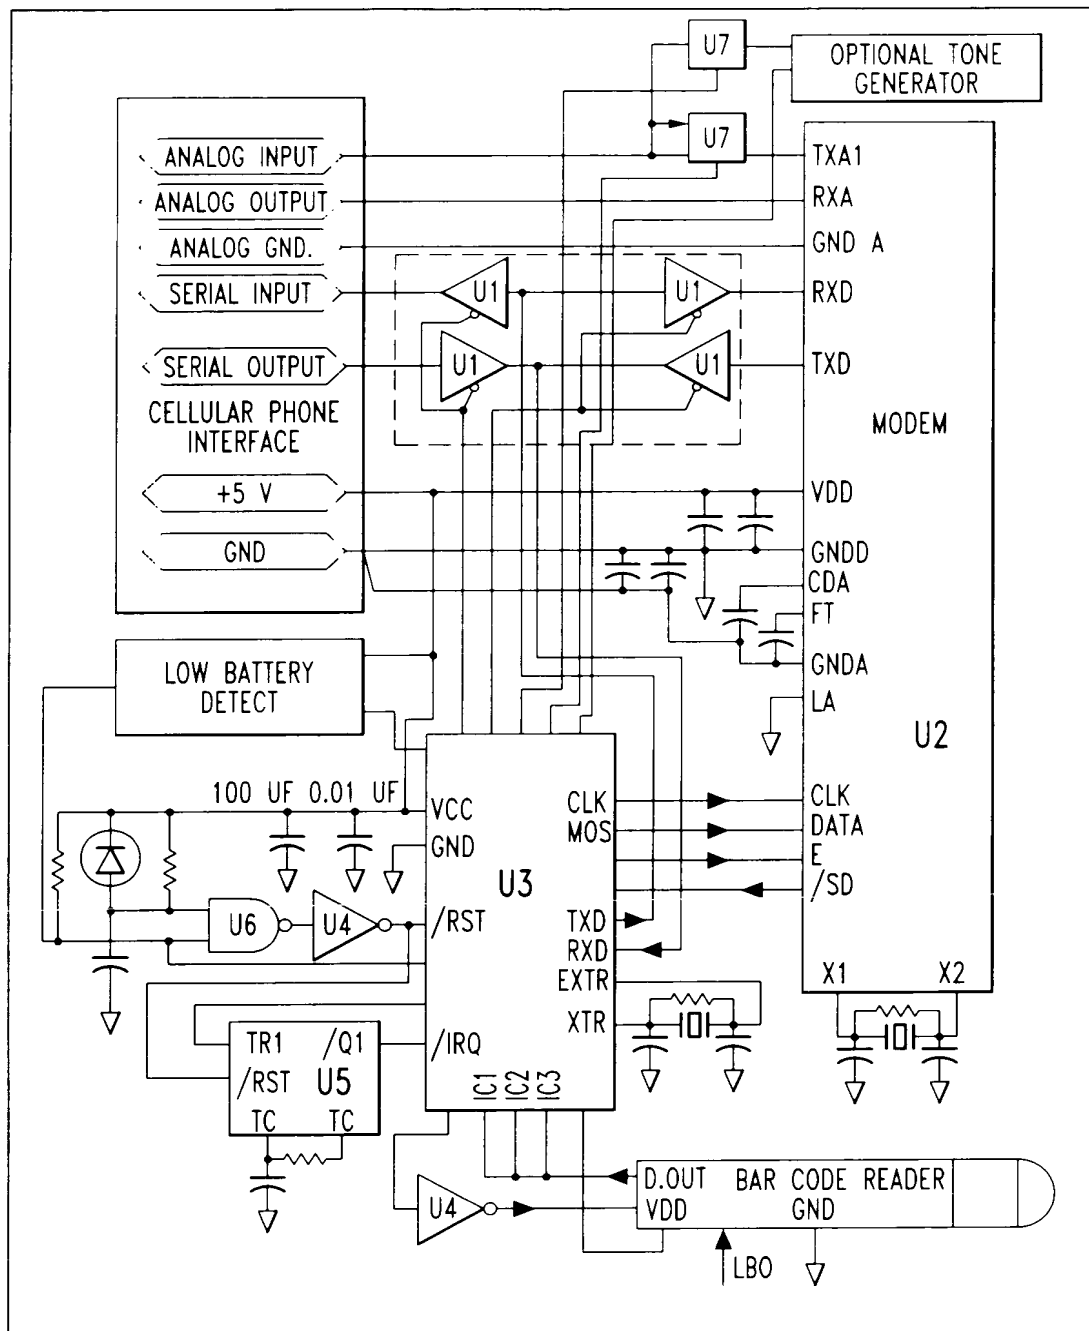 U7
OPTIONAL TONE
GENERATOR
U7
ANALOG INPUT
TXA1
ANALOG OUTPUT
RXA
ANALOG GND.
GND A
SERIAL INPUT
U1
U1
RXD
SERIAL OUTPUT
U1
U1
TXD
CELLULAR PHONE
INTERFACE
MODEM
+5 V
VDD
GND
GNDD
CDA
FT
GNDA
LA
U2
LOW BATTERY
DETECT
100 UF 0.01 UF
VCC
GND
U3
CLK
MOS
CLK
DATA
E
/SD
U6
U4
/RST
TXD
RXD
EXTR
XTR
X1
X2
TR1
/Q1
/IRQ
/RST
U5
TC
TC
IC1
IC2
IC3
D.OUT
BAR CODE READER
VDD
GND
U4
LBO